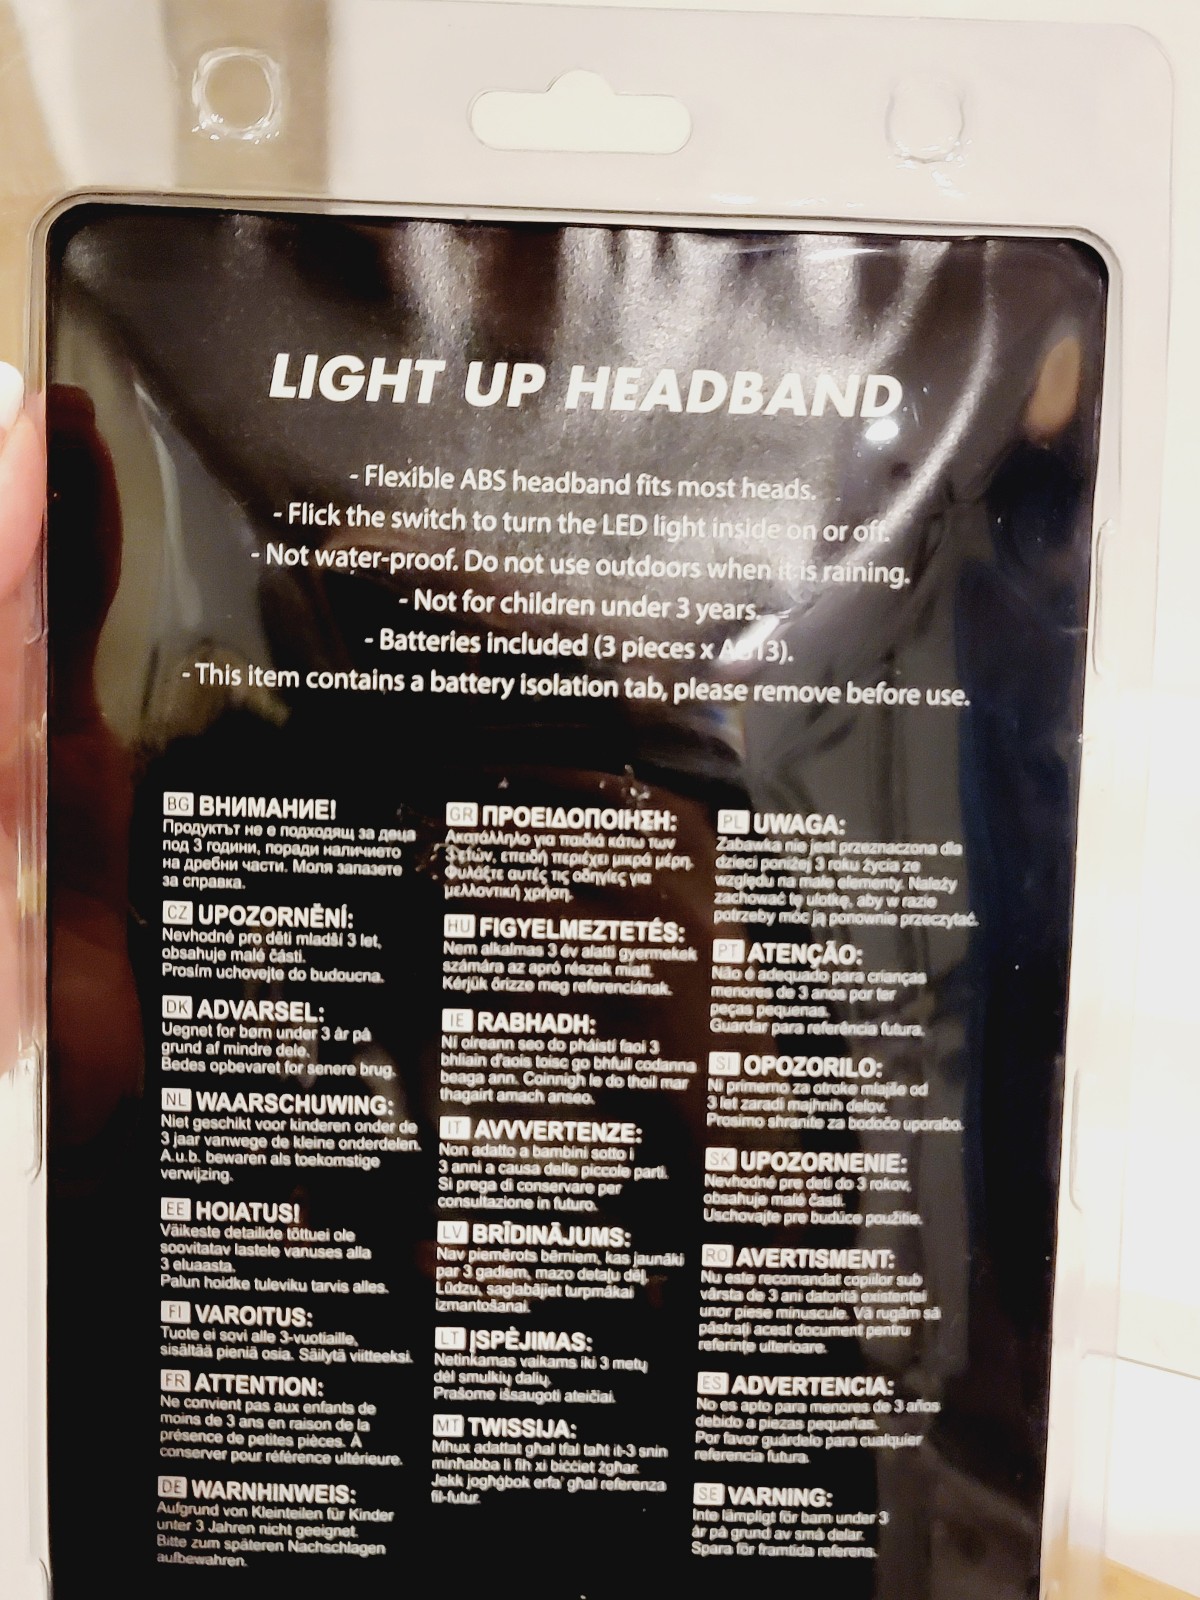 LIGHT UP HEADBAND
- Flexible ABS headband fits most heads.
- Flick the switch to turn the LED light inside on or off.
- Not water-proof. Do not use outdoors when it is raining.
- Not for children under 3 years.
- Batteries included (3 pieces x
- This item contains a battery isolation tab, please remove before use.
BG ВНИМАНИЕ!
Продуктът не е подходящ за деца
под 3 години, поради наличието
на дребни части. Моля запазете
за справка.
CZ UPOZORNĚNÍ:
Nevhodné pro děti mladší 3 let,
obsahuje malé části.
Prosím uchovejte do budoucna.
DK ADVARSEL:
Uegnet for børn under 3 år på
grund af mindre dele.
Bedes opbevaret for senere brug.
NL WAARSCHUWING:
Niet geschikt voor kinderen onder de
3 jaar vanwege de kleine onderdelen.
A.u.b. bewaren als toekomstige
verwijzing.
EE HOIATUS!
Väikeste detailide tõttuei ole
soovitatav lastele vanuses alla
3 eluaasta.
Palun hoidke tuleviku tarvis alles.
FI VAROITUS:
Tuote ei sovi alle 3-vuotiaille,
sisältää pieniä osia. Säilytä viitteeksi.
FR ATTENTION:
Ne convient pas aux enfants de
moins de 3 ans en raison de la
présence de petites pièces. À
conserver pour référence ultérieure.
DE WARNHINWEIS:
Aufgrund von Kleinteilen für Kinder
unter 3 Jahren nicht geeignet.
Bitte zum späteren Nachschlagen
aufbewahren.
GR ΠΡΟΕΙΔΟΠΟΙΗΣΗ:
Ακατάλληλο για παιδιά κάτω των
3 ετών, επειδή περιέχει μικρά μέρη.
Φυλάξτε αυτές τις οδηγίες για
μελλοντική χρήση.
HU FIGYELMEZTETÉS:
Nem alkalmas 3 év alatti gyermekek
számára az apró részek miatt.
Kérjük őrizze meg referenciának.
IE RABHADH:
Ní oireann seo do pháistí faoi 3
bhliain d'aois toisc go bhfuil codanna
beaga ann. Coinnigh le do thoil mar
thagairt amach anseo.
IT AVVVERTENZE:
Non adatto a bambini sotto i
3 anni a causa delle piccole parti.
Si prega di conservare per
consultazione in futuro.
LV BRĪDINĀJUMS:
Nav piemērots bērniem, kas jaunāki
par 3 gadiem, mazo detaļu dēļ.
Lūdzu, saglabājiet turpmākai
izmantošanai.
LT ĮSPĖJIMAS:
Netinkamas vaikams iki 3 metų
dėl smulkių dalių.
Prašome išsaugoti ateičiai.
MT TWISSIJA:
Mhux adattat għal tfal taħt it-3 snin
minħabba li fih xi biċċiet żgħar.
Jekk jogħġbok erfa' għal referenza
fil-futur.
PL UWAGA:
Zabawka nie jest przeznaczona dla
dzieci poniżej 3 roku życia ze
względu na małe elementy. Należy
zachować tę ulotkę, aby w razie
potrzeby móc ją ponownie przeczytać.
PT ATENÇÃO:
Não é adequado para crianças
menores de 3 anos por ter
peças pequenas.
Guardar para referência futura.
SI OPOZORILO:
Ni primerno za otroke mlajše od
3 let zaradi majhnih delov.
Prosimo shranite za bodočo uporabo.
SK UPOZORNENIE:
Nevhodné pre deti do 3 rokov,
obsahuje malé časti.
Uschovajte pre budúce použitie.
RO AVERTISMENT:
Nu este recomandat copiilor sub
vârsta de 3 ani datorită existenței
unor piese minuscule. Vă rugăm să
păstrați acest document pentru
referințe ulterioare.
ES ADVERTENCIA:
No es apto para menores de 3 años
debido a piezas pequeñas.
Por favor guárdelo para cualquier
referencia futura.
SE VARNING:
Inte lämpligt för barn under 3
år på grund av små delar.
Spara för framtida referens.